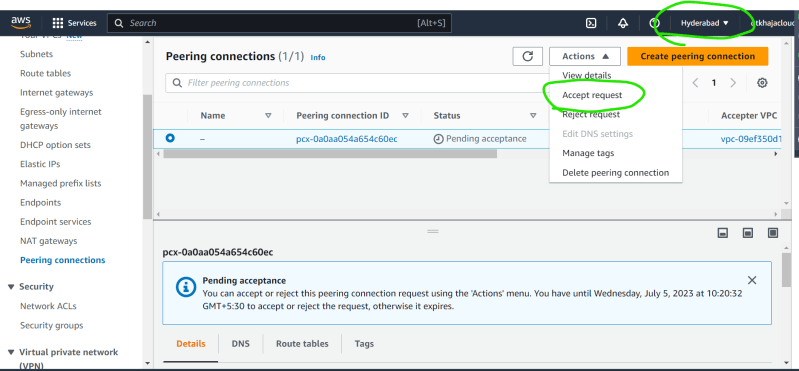 aws Services Search [Alt+S] Hyderabad
Your VPCs New
Subnets
Route tables
Internet gateways
Egress-only internet
gateways
DHCP option sets
Elastic IPs
Managed prefix lists
Endpoints
Endpoint services
NAT gateways
Peering connections
Security
Network ACLs
Security groups
Virtual private network
(VPN)
Peering connections (1/1) Info
Actions
Create peering connection
Filter peering connections
1
View details
Accept request
Reject request
Edit DNS settings
Manage tags
Delete peering connection
Name Peering connection ID Status Accepter VPC
– pcx-0a0aa054a654c60ec Pending acceptance vpc-09ef350d1
pcx-0a0aa054a654c60ec
Pending acceptance
You can accept or reject this peering connection request using the 'Actions' menu. You have until Wednesday, July 5, 2023 at 10:20:32
GMT+5:30 to accept or reject the request, otherwise it expires.
Details DNS Route tables Tags